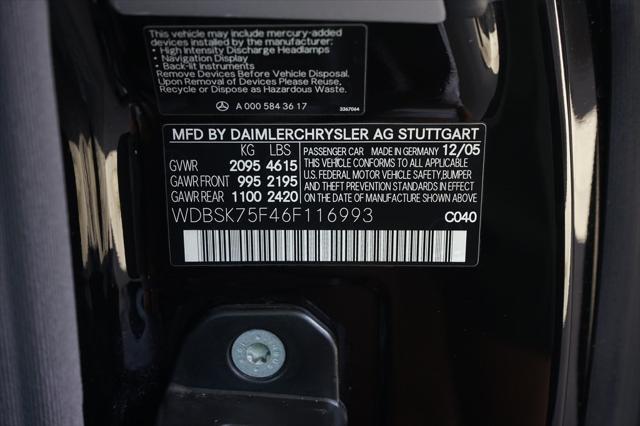 This vehicle may include mercury-added
devices installed by the manufacturer:
• High Intensity Discharge Headlamps
• Navigation Display
• Back-lit Instruments
Remove Devices Before Vehicle Disposal.
Upon Removal of Devices Please Reuse,
Recycle or Dispose as Hazardous Waste.
A 000 584 36 17
3367064
MFD BY DAIMLERCHRYSLER AG STUTTGART
KG LBS PASSENGER CAR MADE IN GERMANY 12/05
GVWR 2095 4615 THIS VEHICLE CONFORMS TO ALL APPLICABLE
GAWR FRONT 995 2195 U.S. FEDERAL MOTOR VEHICLE SAFETY,BUMPER
GAWR REAR 1100 2420 AND THEFT PREVENTION STANDARDS IN EFFECT
ON THE DATE OF MANUFACTURE SHOWN ABOVE
WDBSK75F46F116993 C040